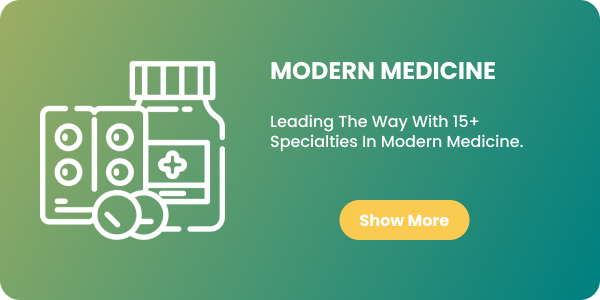 MODERN MEDICINE
Leading The Way With 15+
Specialties In Modern Medicine.
Show More